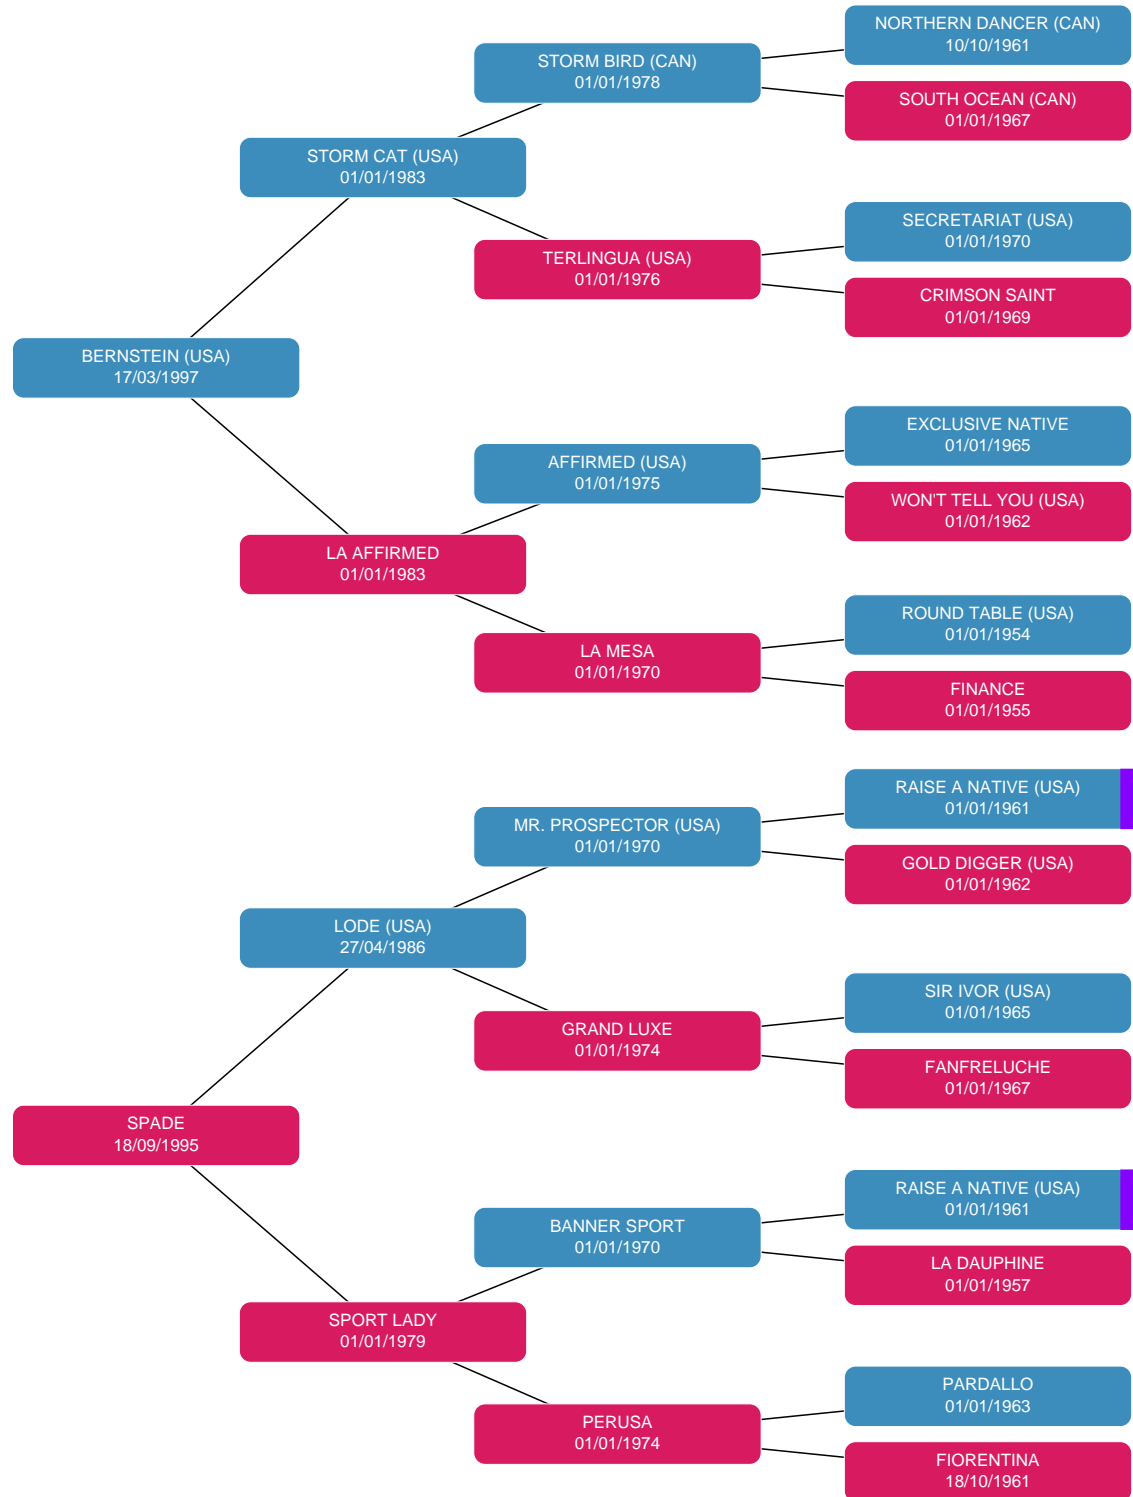 NORTHERN DANCER (CAN)
10/10/1961
STORM BIRD (CAN)
01/01/1978
SOUTH OCEAN (CAN)
01/01/1967
STORM CAT (USA)
01/01/1983
SECRETARIAT (USA)
01/01/1970
TERLINGUA (USA)
01/01/1976
CRIMSON SAINT
01/01/1969
BERNSTEIN (USA)
17/03/1997
EXCLUSIVE NATIVE
01/01/1965
AFFIRMED (USA)
01/01/1975
WON'T TELL YOU (USA)
01/01/1962
LA AFFIRMED
01/01/1983
ROUND TABLE (USA)
01/01/1954
LA MESA
01/01/1970
FINANCE
01/01/1955
RAISE A NATIVE (USA)
01/01/1961
MR. PROSPECTOR (USA)
01/01/1970
GOLD DIGGER (USA)
01/01/1962
LODE (USA)
27/04/1986
SIR IVOR (USA)
01/01/1965
GRAND LUXE
01/01/1974
FANFRELUCHE
01/01/1967
SPADE
18/09/1995
RAISE A NATIVE (USA)
01/01/1961
BANNER SPORT
01/01/1970
LA DAUPHINE
01/01/1957
SPORT LADY
01/01/1979
PARDALLO
01/01/1963
PERUSA
01/01/1974
FIORENTINA
18/10/1961